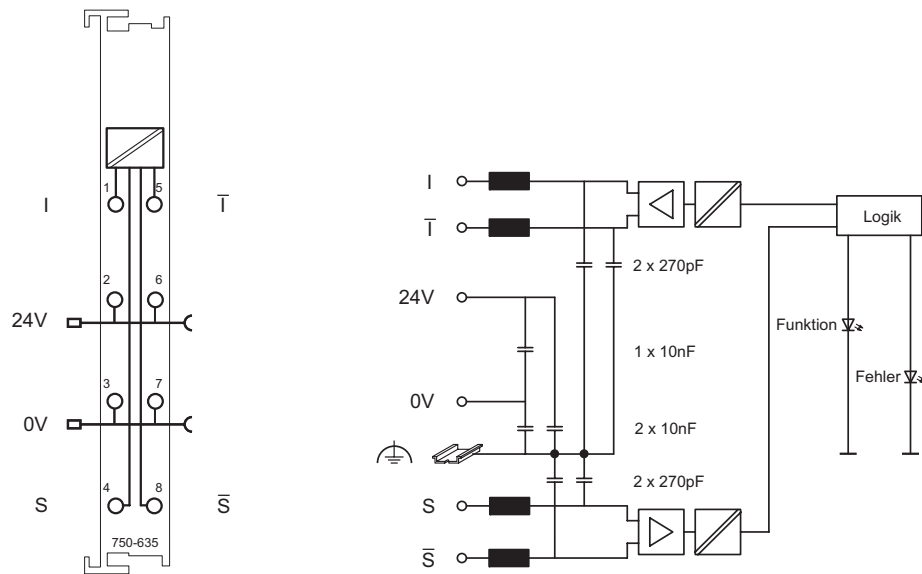 1 5
I I̅
2 6
24V
3 7
0V
4 8
S S̅
750-635
I
I̅
2 x 270pF
24V
1 x 10nF
0V
2 x 10nF
2 x 270pF
S
S̅
Logik
Funktion
Fehler